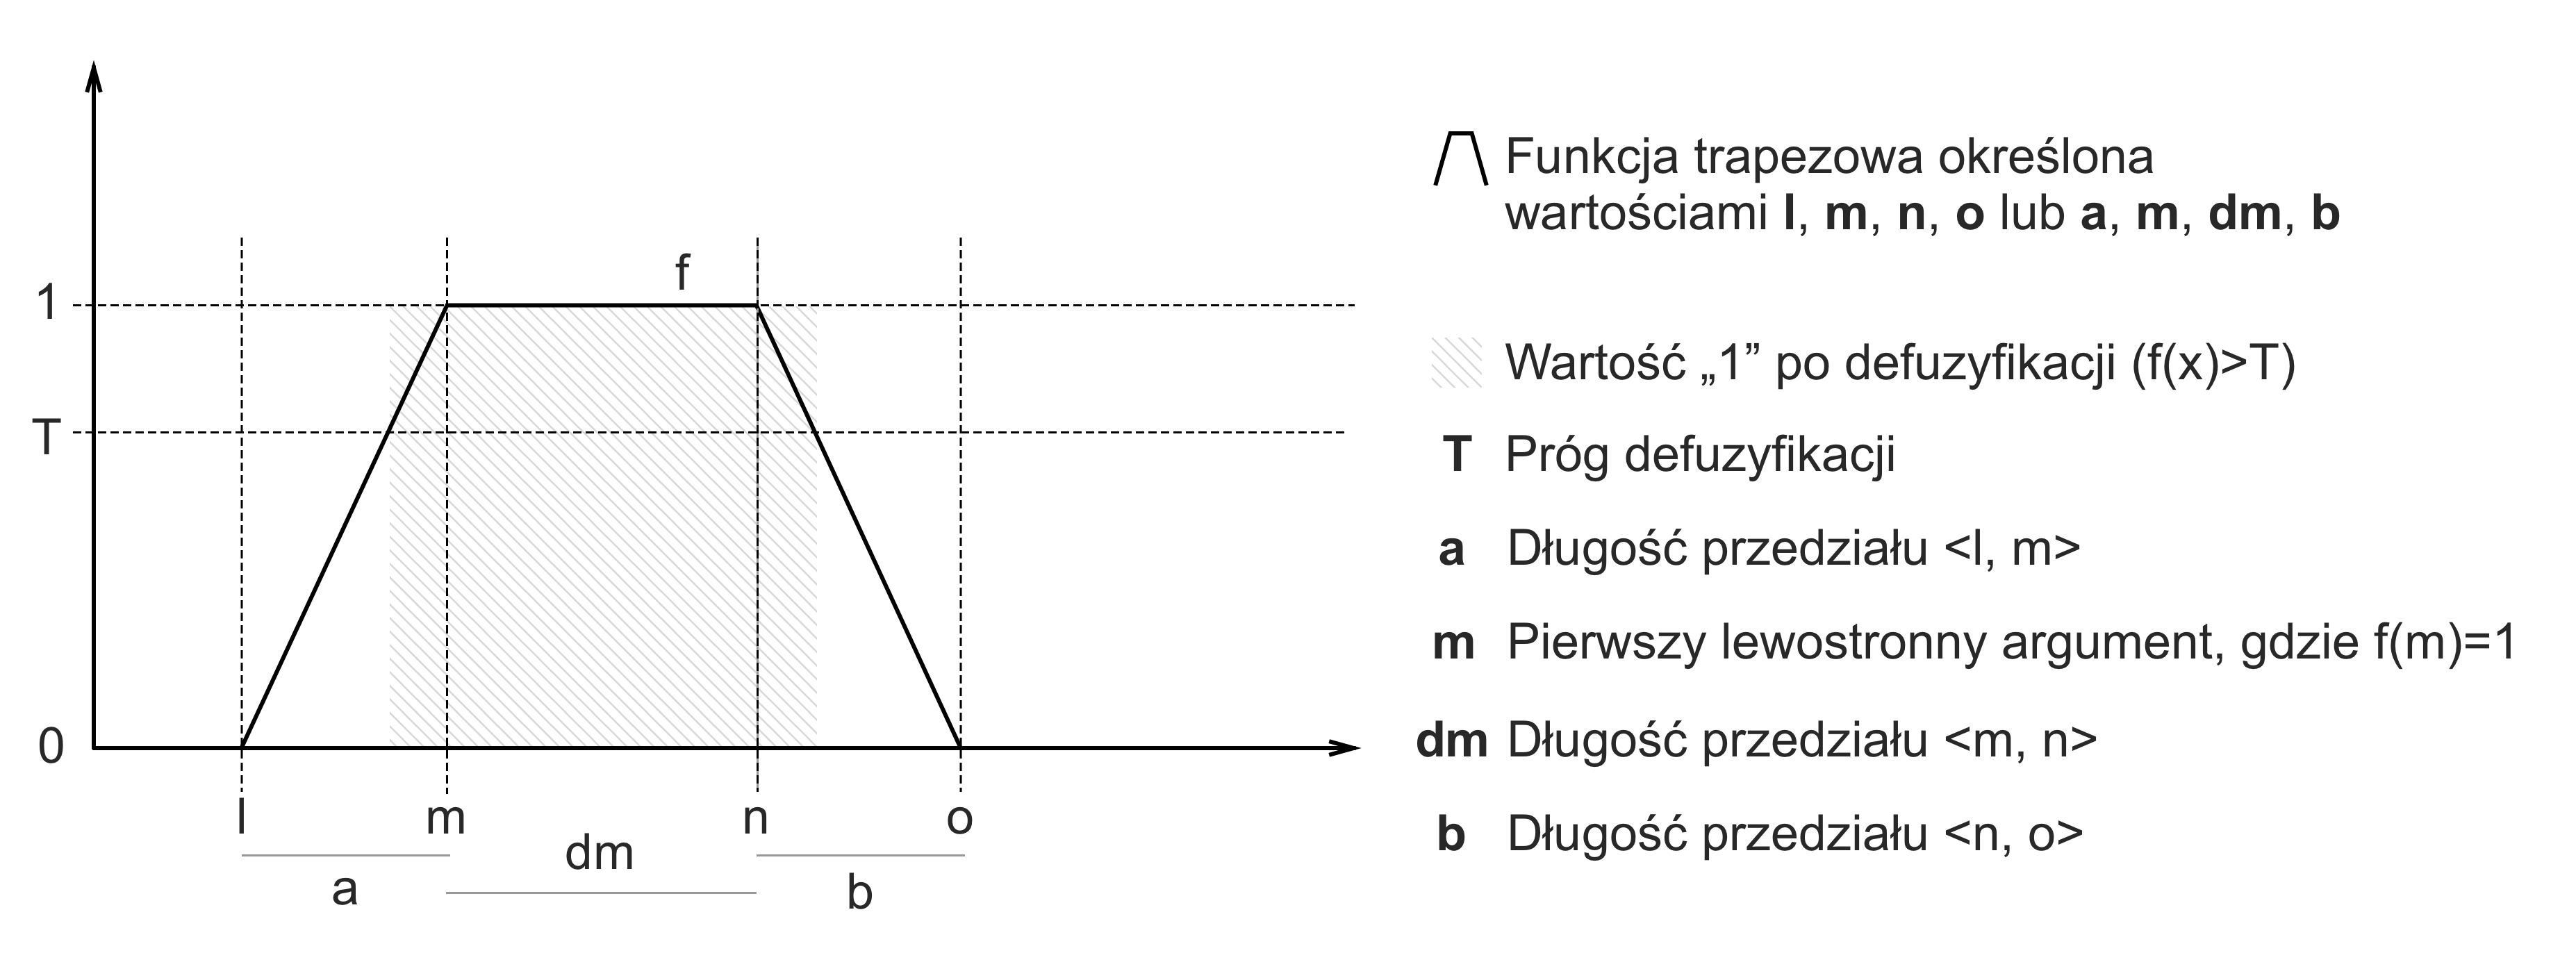 f
1
T
0
l
m
n
o
dm
a
b
Funkcja trapezowa określona
wartościami l, m, n, o lub a, m, dm, b
Wartość „1” po defuzyfikacji (f(x)>T)
T Próg defuzyfikacji
a Długość przedziału <l, m>
m Pierwszy lewostronny argument, gdzie f(m)=1
dm Długość przedziału <m, n>
b Długość przedziału <n, o>